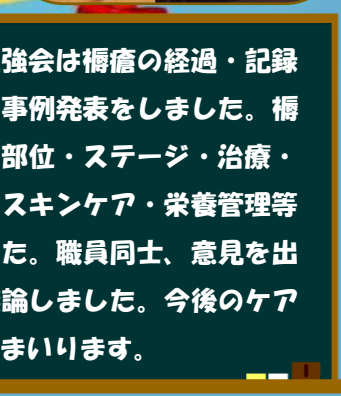 強会は褥瘡の経過・記録
事例発表をしました。褥
部位・ステージ・治療・
スキンケア・栄養管理等
た。職員同士、意見を出
論しました。今後のケア
まいります。